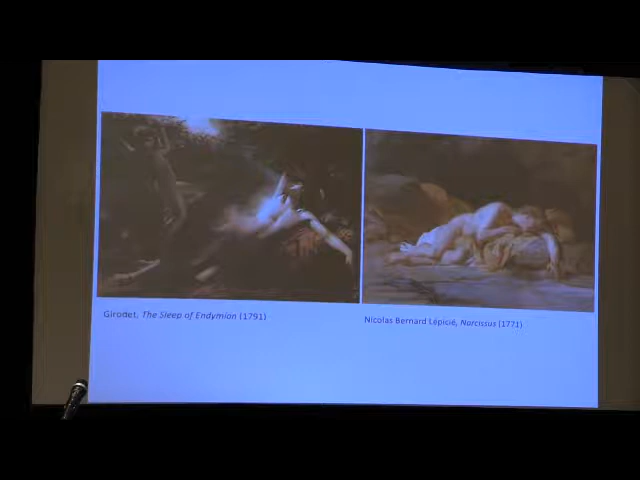 Girodet, The Sleep of Endymion (1791)
Nicolas Bernard Lépicié, Narcissus (1771)